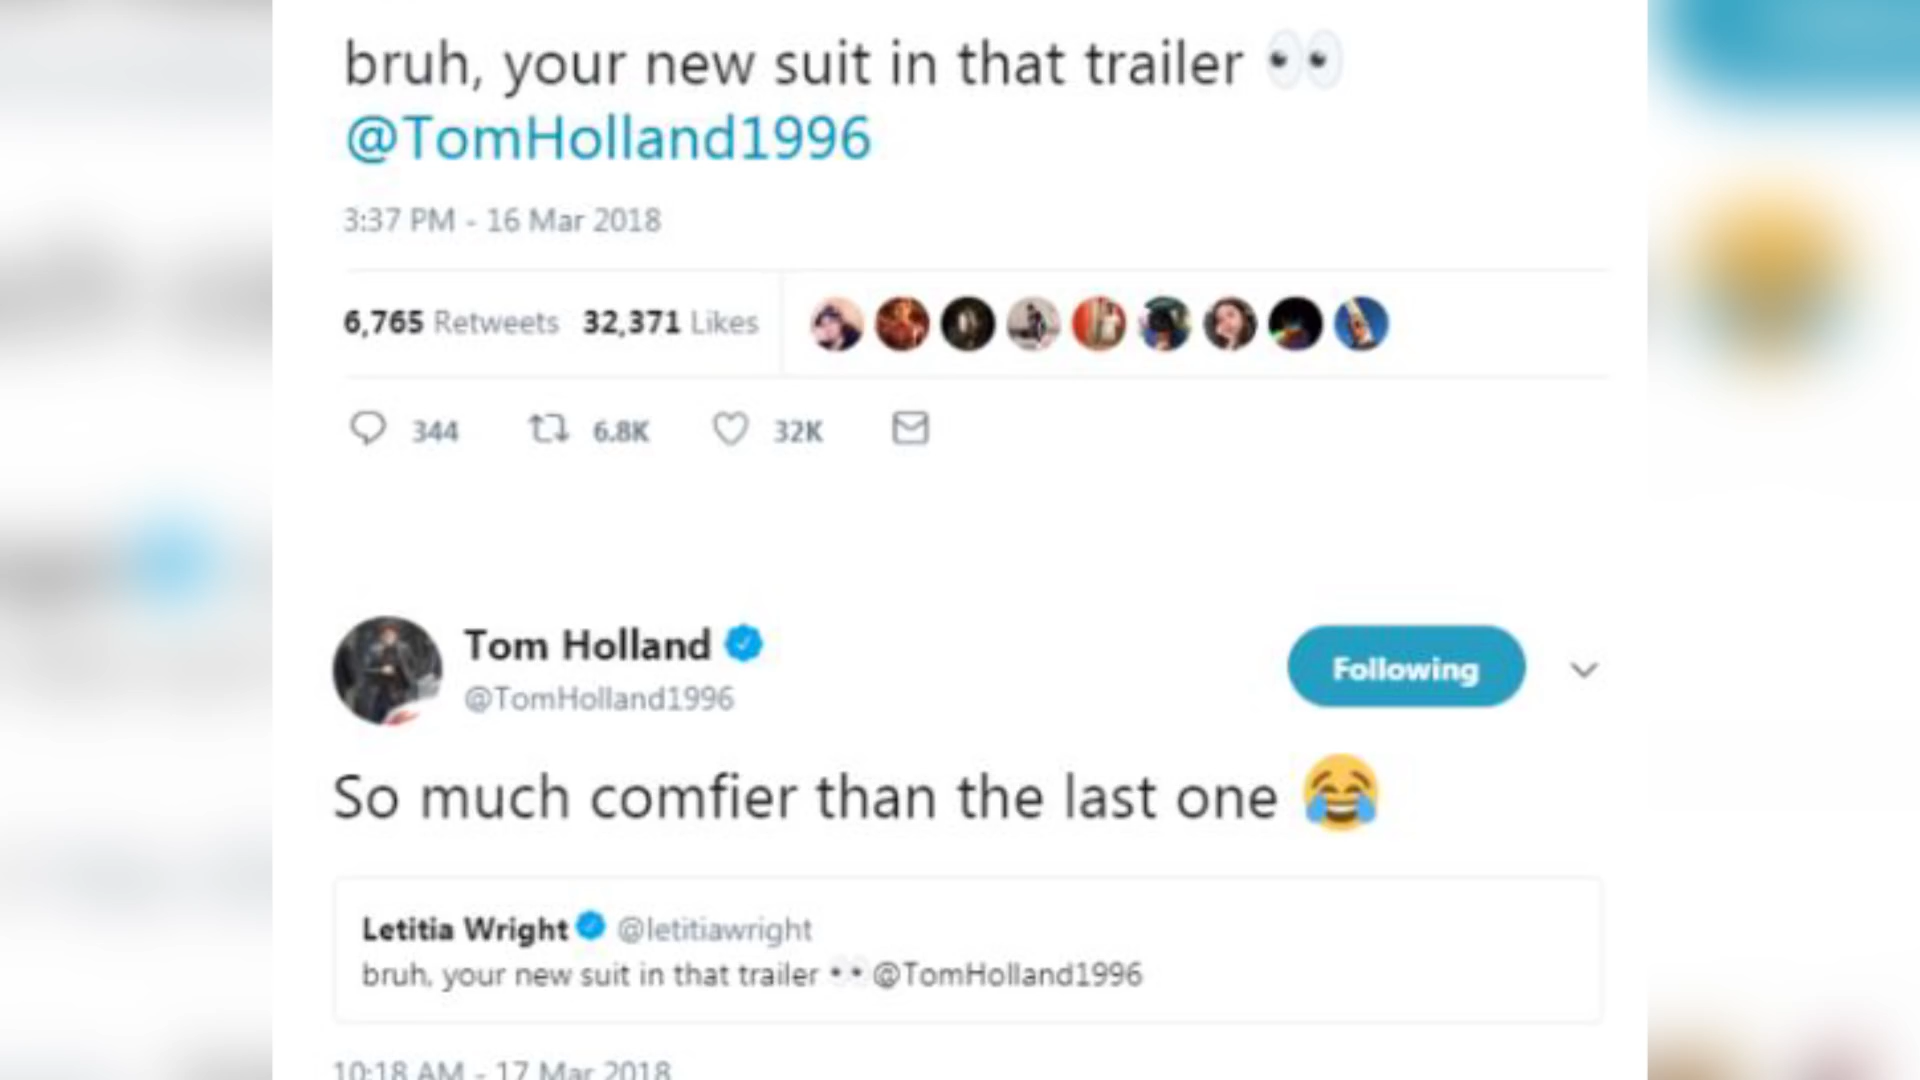 bruh, your new suit in that trailer 👀
@TomHolland1996
3:37 PM - 16 Mar 2018
6,765 Retweets 32,371 Likes
344 6.8K 32K
Tom Holland
@TomHolland1996
Following
So much comfier than the last one 😂
Letitia Wright @letitiawright
bruh, your new suit in that trailer 👀 @TomHolland1996
10:18 AM - 17 Mar 2018